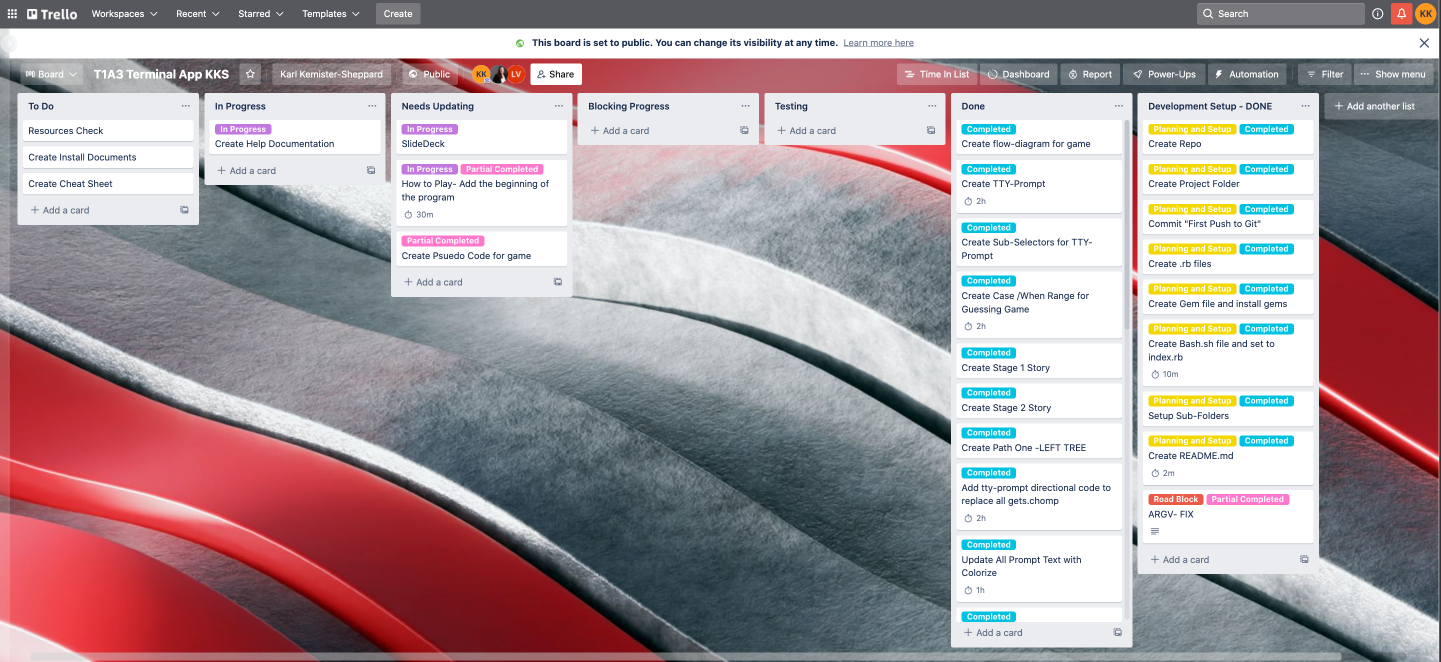 Trello
Workspaces
Recent
Starred
Templates
Create
Search
KK
This board is set to public. You can change its visibility at any time. Learn more here
Board
T1A3 Terminal App KKS
Karl Kemister-Sheppard
Public
KK
LV
Share
Time In List
Dashboard
Report
Power-Ups
Automation
Filter
Show menu
To Do
Resources Check
Create Install Documents
Create Cheat Sheet
Add a card
In Progress
In Progress
Create Help Documentation
Add a card
Needs Updating
In Progress
SlideDeck
In Progress Partial Completed
How to Play- Add the beginning of
the program
30m
Partial Completed
Create Psuedo Code for game
Add a card
Blocking Progress
Add a card
Testing
Add a card
Done
Completed
Create flow-diagram for game
Completed
Create TTY-Prompt
2h
Completed
Create Sub-Selectors for TTY-
Prompt
Completed
Create Case /When Range for
Guessing Game
2h
Completed
Create Stage 1 Story
Completed
Create Stage 2 Story
Completed
Create Path One -LEFT TREE
Completed
Add tty-prompt directional code to
replace all gets.chomp
2h
Completed
Update All Prompt Text with
Colorize
1h
Completed
Add a card
Development Setup - DONE
Planning and Setup Completed
Create Repo
Planning and Setup Completed
Create Project Folder
Planning and Setup Completed
Commit "First Push to Git"
Planning and Setup Completed
Create .rb files
Planning and Setup Completed
Create Gem file and install gems
Planning and Setup Completed
Create Bash.sh file and set to
index.rb
10m
Planning and Setup Completed
Setup Sub-Folders
Planning and Setup Completed
Create README.md
2m
Road Block Partial Completed
ARGV- FIX
Add a card
Add another list